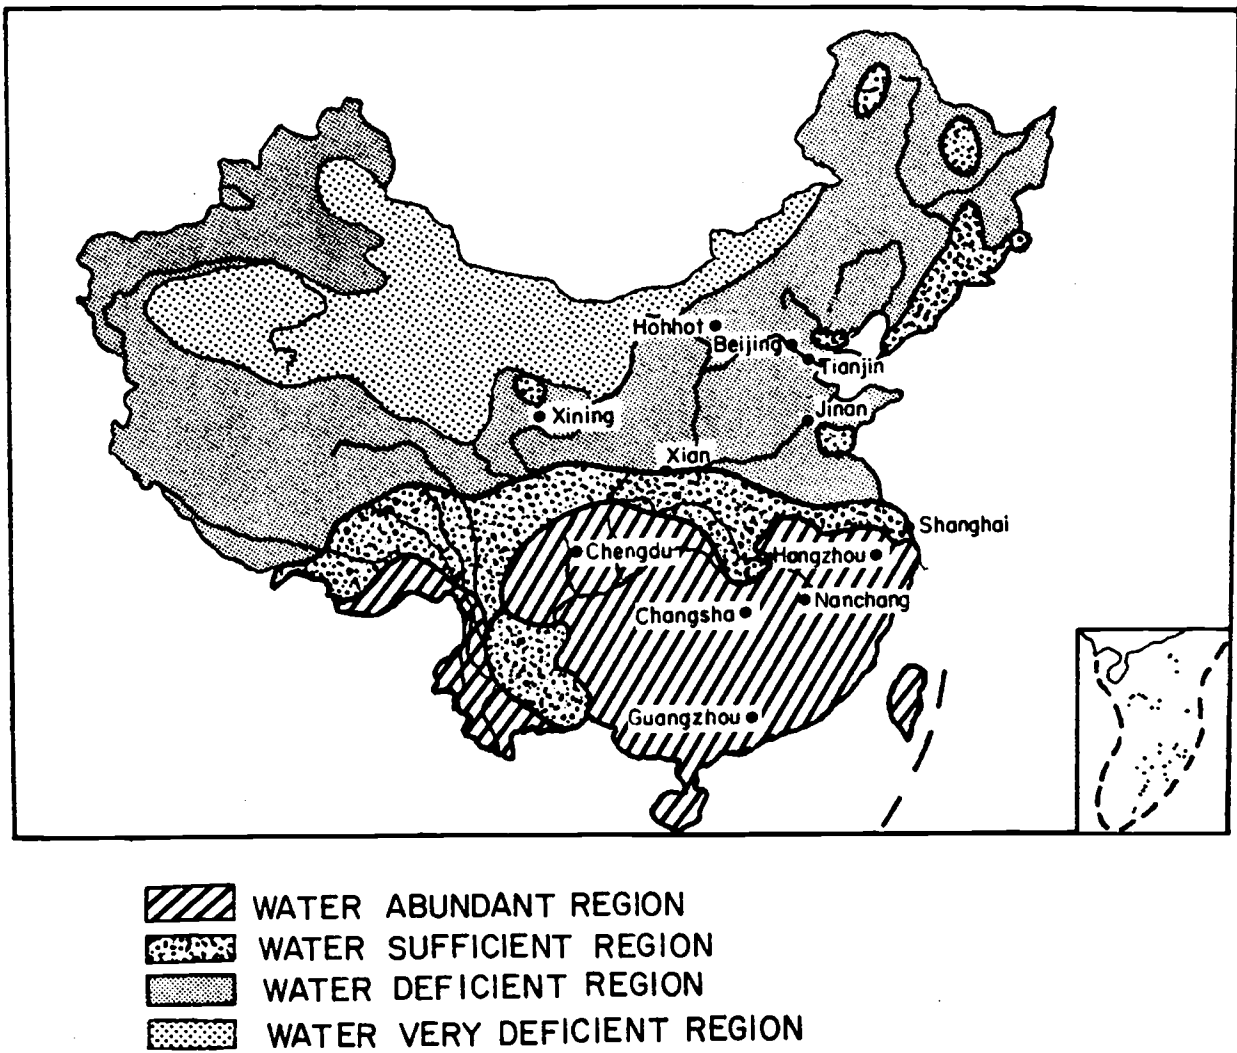 Hohhot
Beijing
Tianjin
Jinan
Xining
Xian
Shanghai
Chengdu
Hangzhou
Nanchang
Changsha
Guangzhou
WATER ABUNDANT REGION
WATER SUFFICIENT REGION
WATER DEFICIENT REGION
WATER VERY DEFICIENT REGION